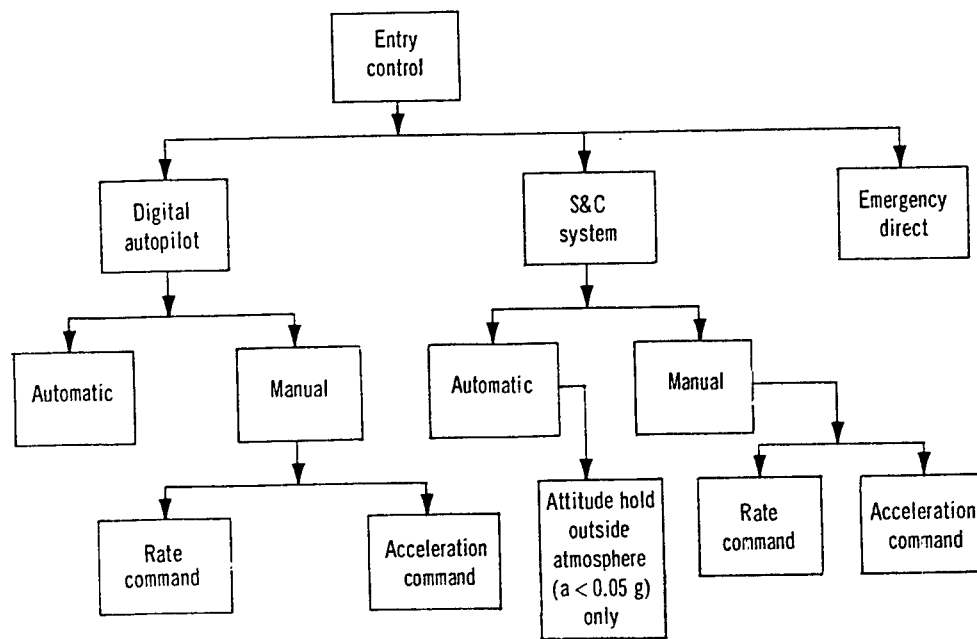 Entry
control
Digital
autopilot
S&C
system
Emergency
direct
Automatic
Manual
Automatic
Manual
Rate
command
Acceleration
command
Attitude hold
outside
atmosphere
(a < 0.05 g)
only
Rate
command
Acceleration
command